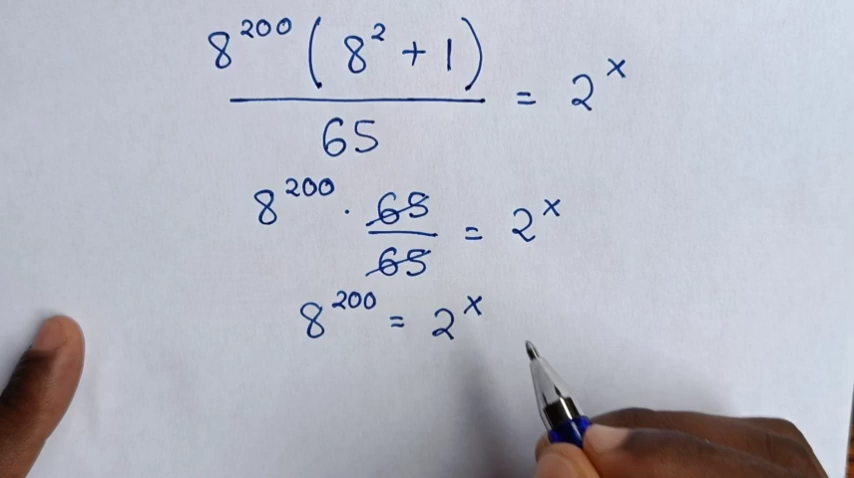 8^200 (8^2 + 1) / 65 = 2^x
8^200 · 65/65 = 2^x
8^200 = 2^x